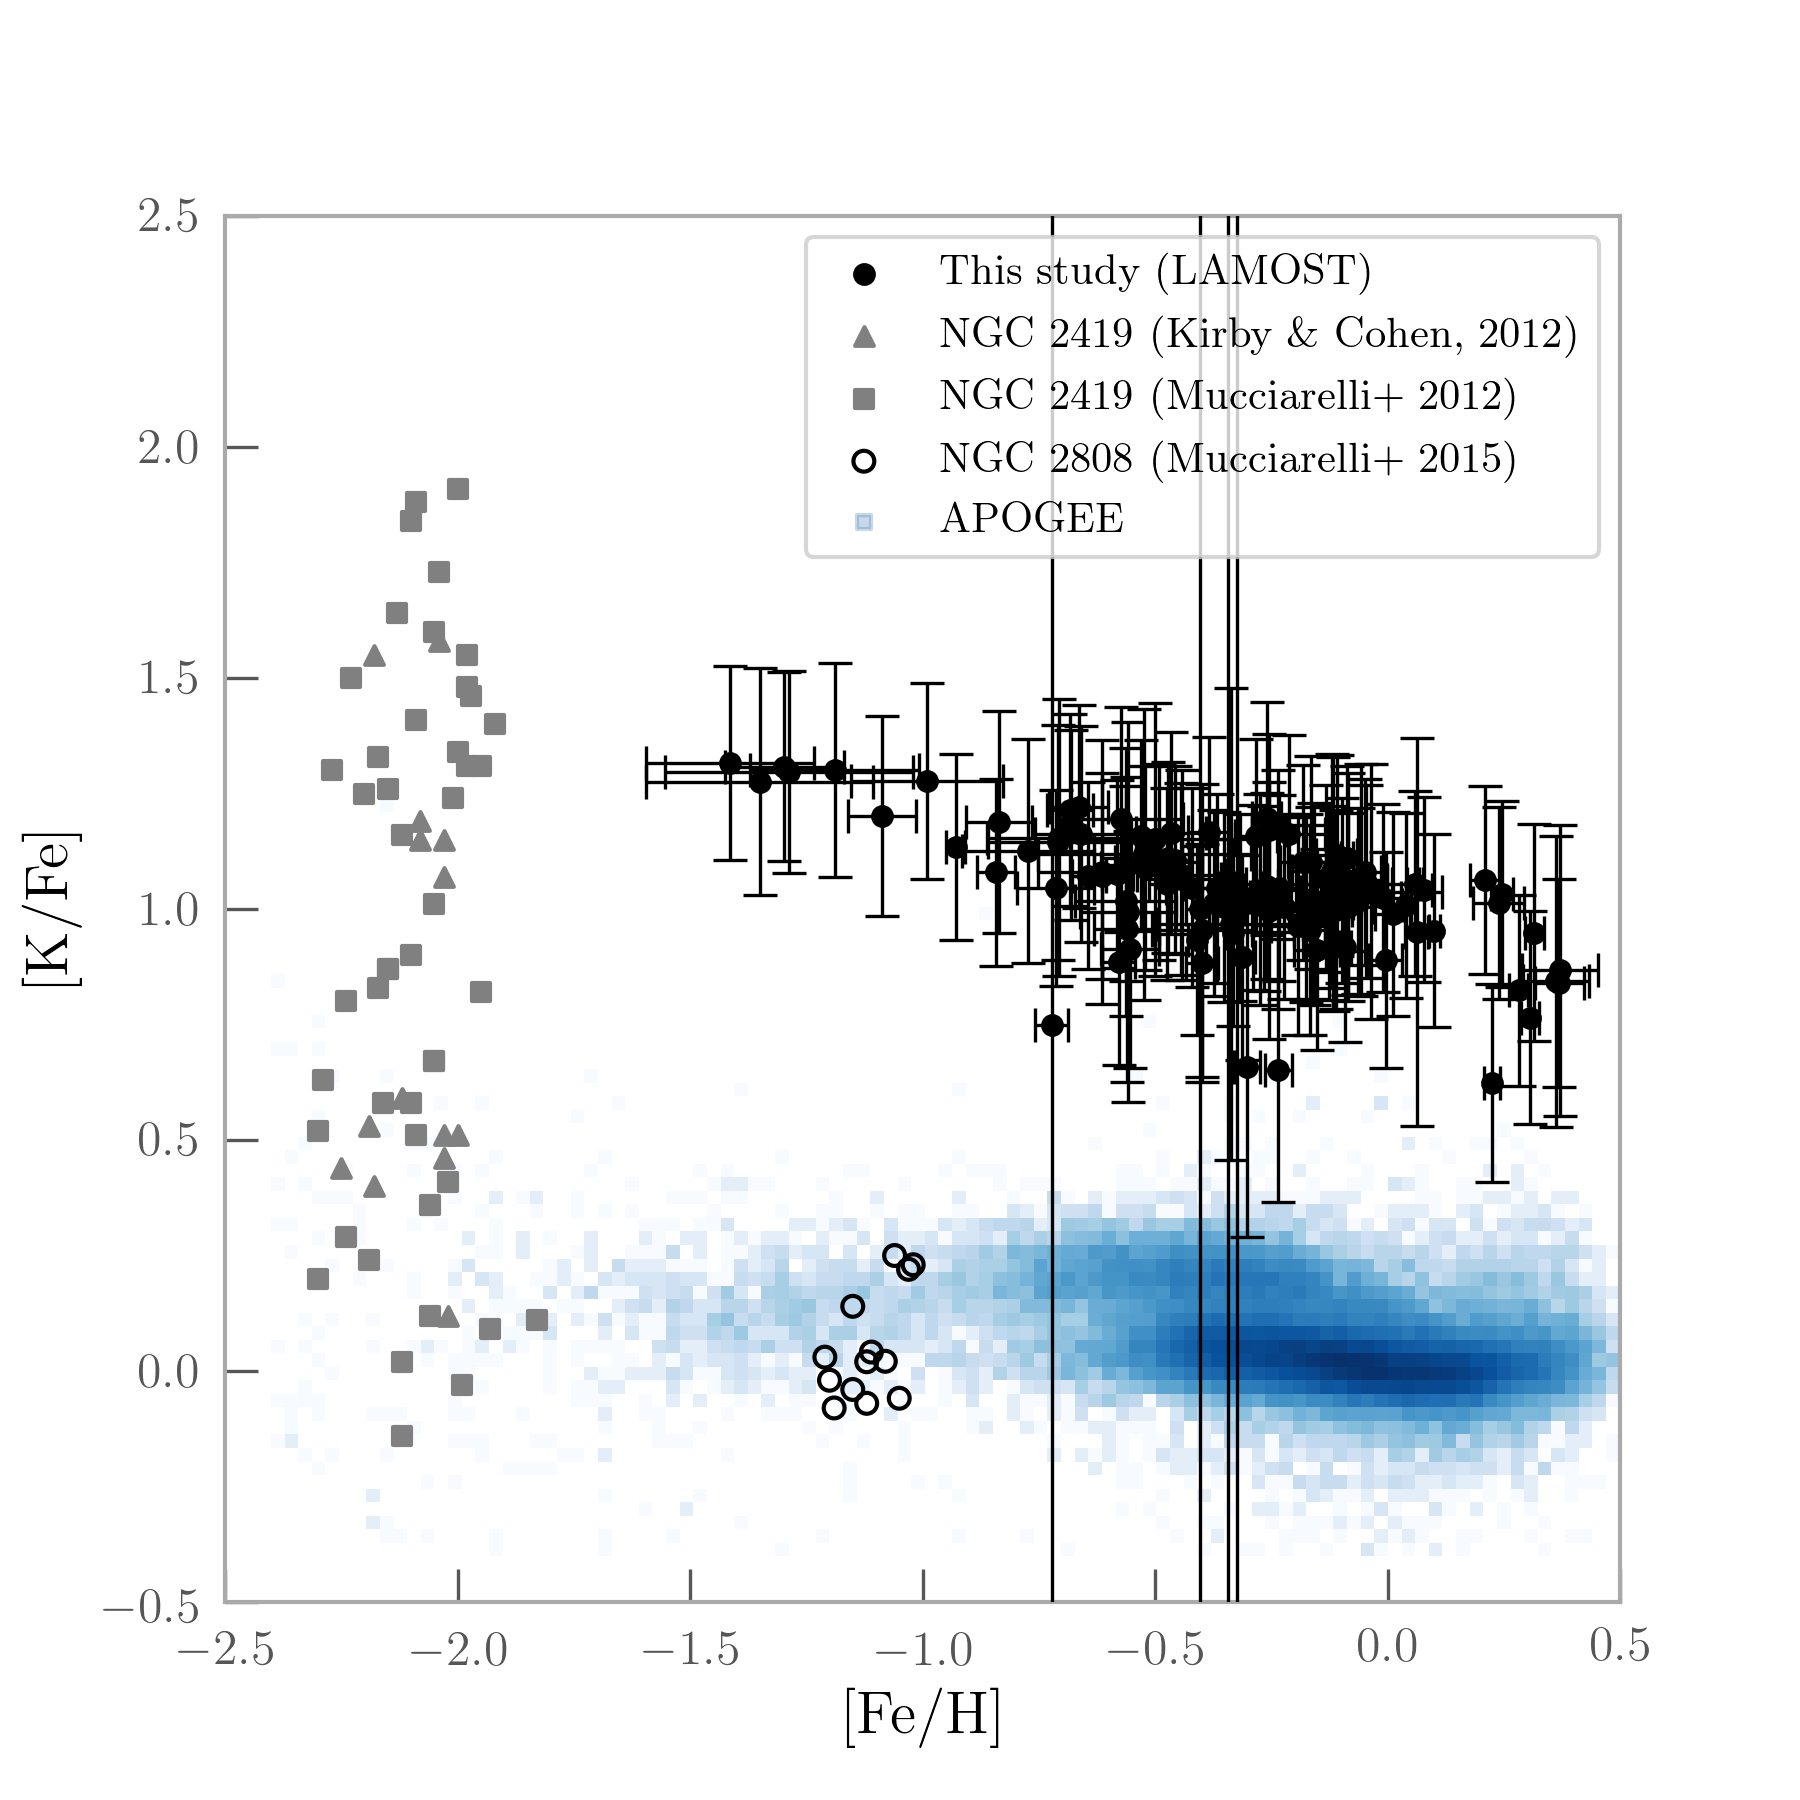 2.5
2.0
1.5
1.0
0.5
0.0
−0.5
[K/Fe]
This study (LAMOST)
NGC 2419 (Kirby & Cohen, 2012)
NGC 2419 (Mucciarelli+ 2012)
NGC 2808 (Mucciarelli+ 2015)
APOGEE
−2.5 −2.0 −1.5 −1.0 −0.5 0.0 0.5
[Fe/H]